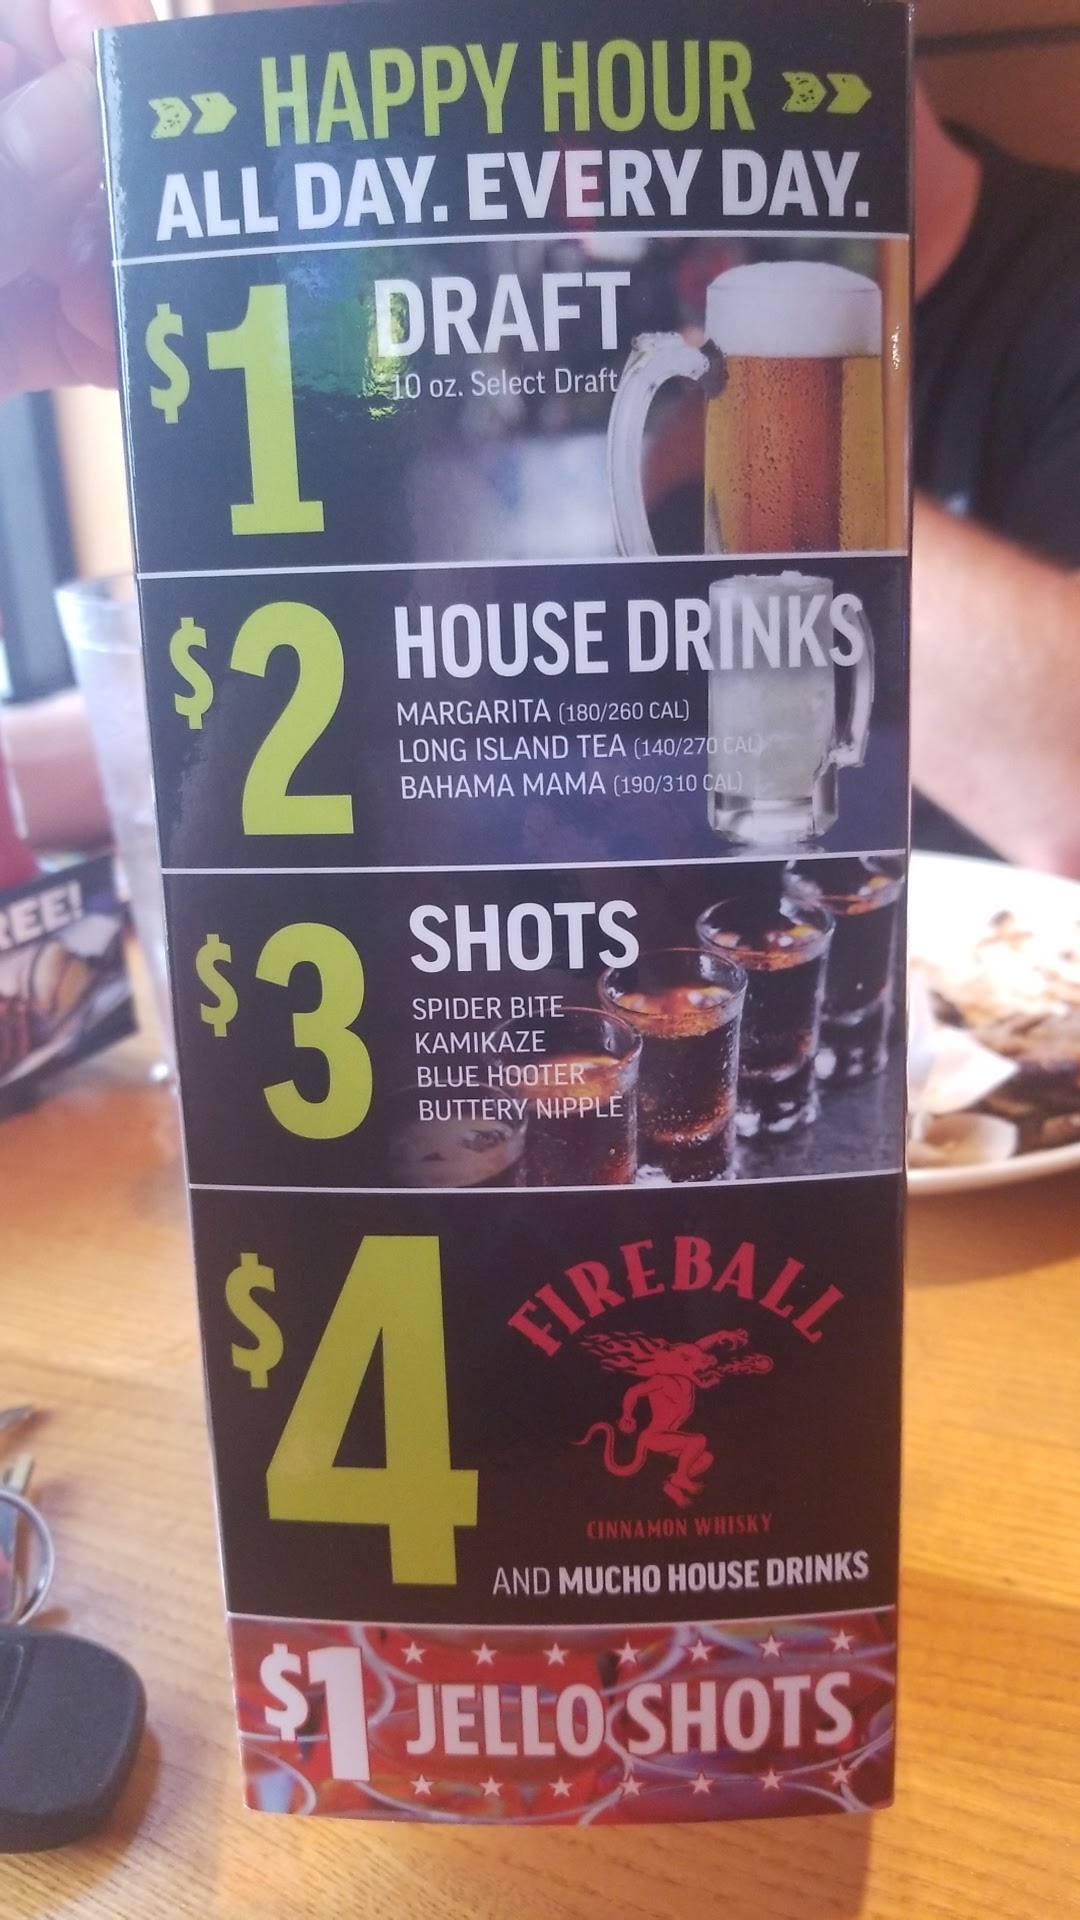 HAPPY HOUR
ALL DAY. EVERY DAY.
$1 DRAFT
10 oz. Select Draft
$2 HOUSE DRINKS
MARGARITA (180/260 CAL)
LONG ISLAND TEA (140/270 CAL)
BAHAMA MAMA (190/310 CAL)
$3 SHOTS
SPIDER BITE
KAMIKAZE
BLUE HOOTER
BUTTERY NIPPLE
$4 FIREBALL
CINNAMON WHISKY
AND MUCHO HOUSE DRINKS
$1 JELLO SHOTS
REE!